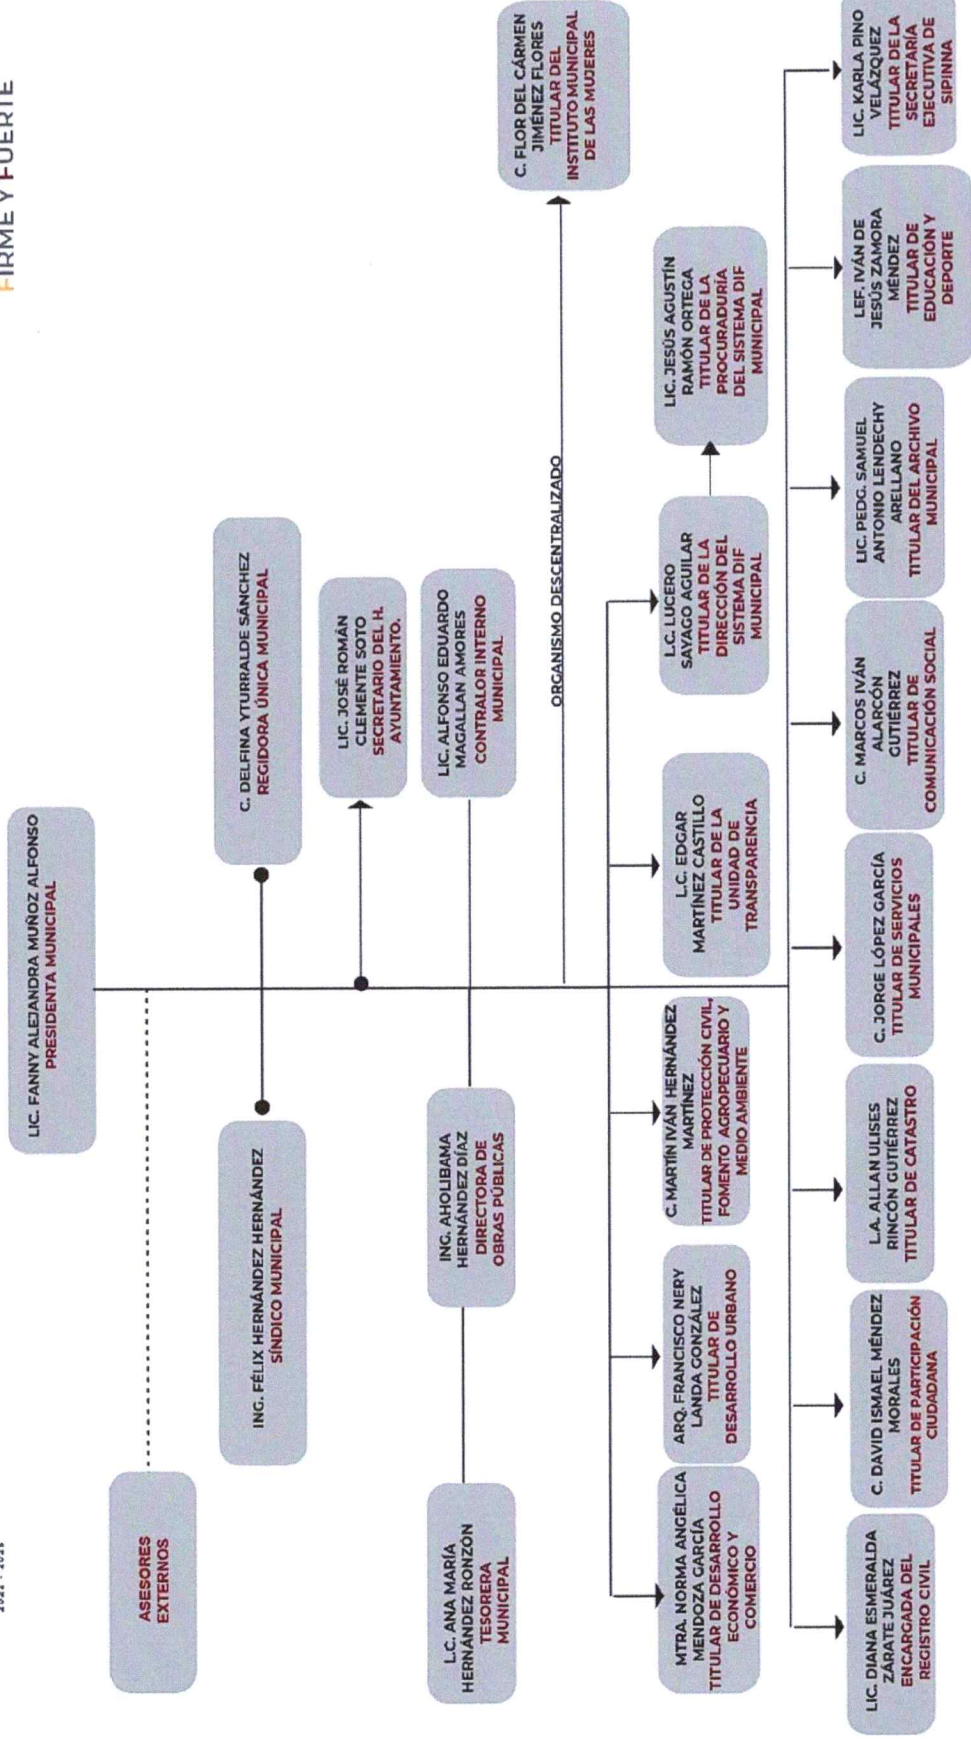 FIRME Y FUERTE
LIC. FANNY ALEJANDRA MUÑOZ ALFONSO
PRESIDENTA MUNICIPAL
ASESORES
EXTERNOS
ING. FÉLIX HERNÁNDEZ HERNÁNDEZ
SÍNDICO MUNICIPAL
C. DELFINA YTURRALDE SÁNCHEZ
REGIDORA ÚNICA MUNICIPAL
LIC. JOSÉ ROMÁN
CLEMENTE SOTO
SECRETARIO DEL H.
AYUNTAMIENTO.
L.C. ANA MARÍA
HERNÁNDEZ RONZÓN
TESORERA
MUNICIPAL
ING. AHOLIBAMA
HERNÁNDEZ DÍAZ
DIRECTORA DE
OBRAS PÚBLICAS
LIC. ALFONSO EDUARDO
MAGALLAN AMORES
CONTRALOR INTERNO
MUNICIPAL
ORGANISMO DESCENTRALIZADO
C. FLOR DEL CÁRMEN
JIMÉNEZ FLORES
TITULAR DEL
INSTITUTO MUNICIPAL
DE LAS MUJERES
MTRA. NORMA ANGÉLICA
MENDOZA GARCÍA
TITULAR DE DESARROLLO
ECONÓMICO Y
COMERCIO
ARQ. FRANCISCO NERY
LANDA GONZÁLEZ
TITULAR DE
DESARROLLO URBANO
C. MARTÍN IVÁN HERNÁNDEZ
MARTÍNEZ
TITULAR DE PROTECCIÓN CIVIL,
FOMENTO AGROPECUARIO Y
MEDIO AMBIENTE
L.C. EDGAR
MARTÍNEZ CASTILLO
TITULAR DE LA
UNIDAD DE
TRANSPARENCIA
L.C. LUCERO
SAYAGO AGUILAR
TITULAR DE LA
DIRECCIÓN DEL
SISTEMA DIF
MUNICIPAL
LIC. JESÚS AGUSTÍN
RAMÓN ORTEGA
TITULAR DE LA
PROCURADURÍA
DEL SISTEMA DIF
MUNICIPAL
LIC. DIANA ESMERALDA
ZÁRATE JUÁREZ
ENCARGADA DEL
REGISTRO CIVIL
C. DAVID ISMAEL MÉNDEZ
MORALES
TITULAR DE PARTICIPACIÓN
CIUDADANA
L.A. ALLAN ULISES
RINCÓN GUTIÉRREZ
TITULAR DE CATASTRO
C. JORGE LÓPEZ GARCÍA
TITULAR DE SERVICIOS
MUNICIPALES
C. MARCOS IVÁN
ALARCÓN
GUTIÉRREZ
TITULAR DE
COMUNICACIÓN SOCIAL
LIC. PEDG. SAMUEL
ANTONIO LENDECHY
ARELLANO
TITULAR DEL ARCHIVO
MUNICIPAL
LEF. IVÁN DE
JESÚS ZAMORA
MÉNDEZ
TITULAR DE
EDUCACIÓN Y
DEPORTE
LIC. KARLA PINO
VELÁZQUEZ
TITULAR DE LA
SECRETARÍA
EJECUTIVA DE
SIPINNA